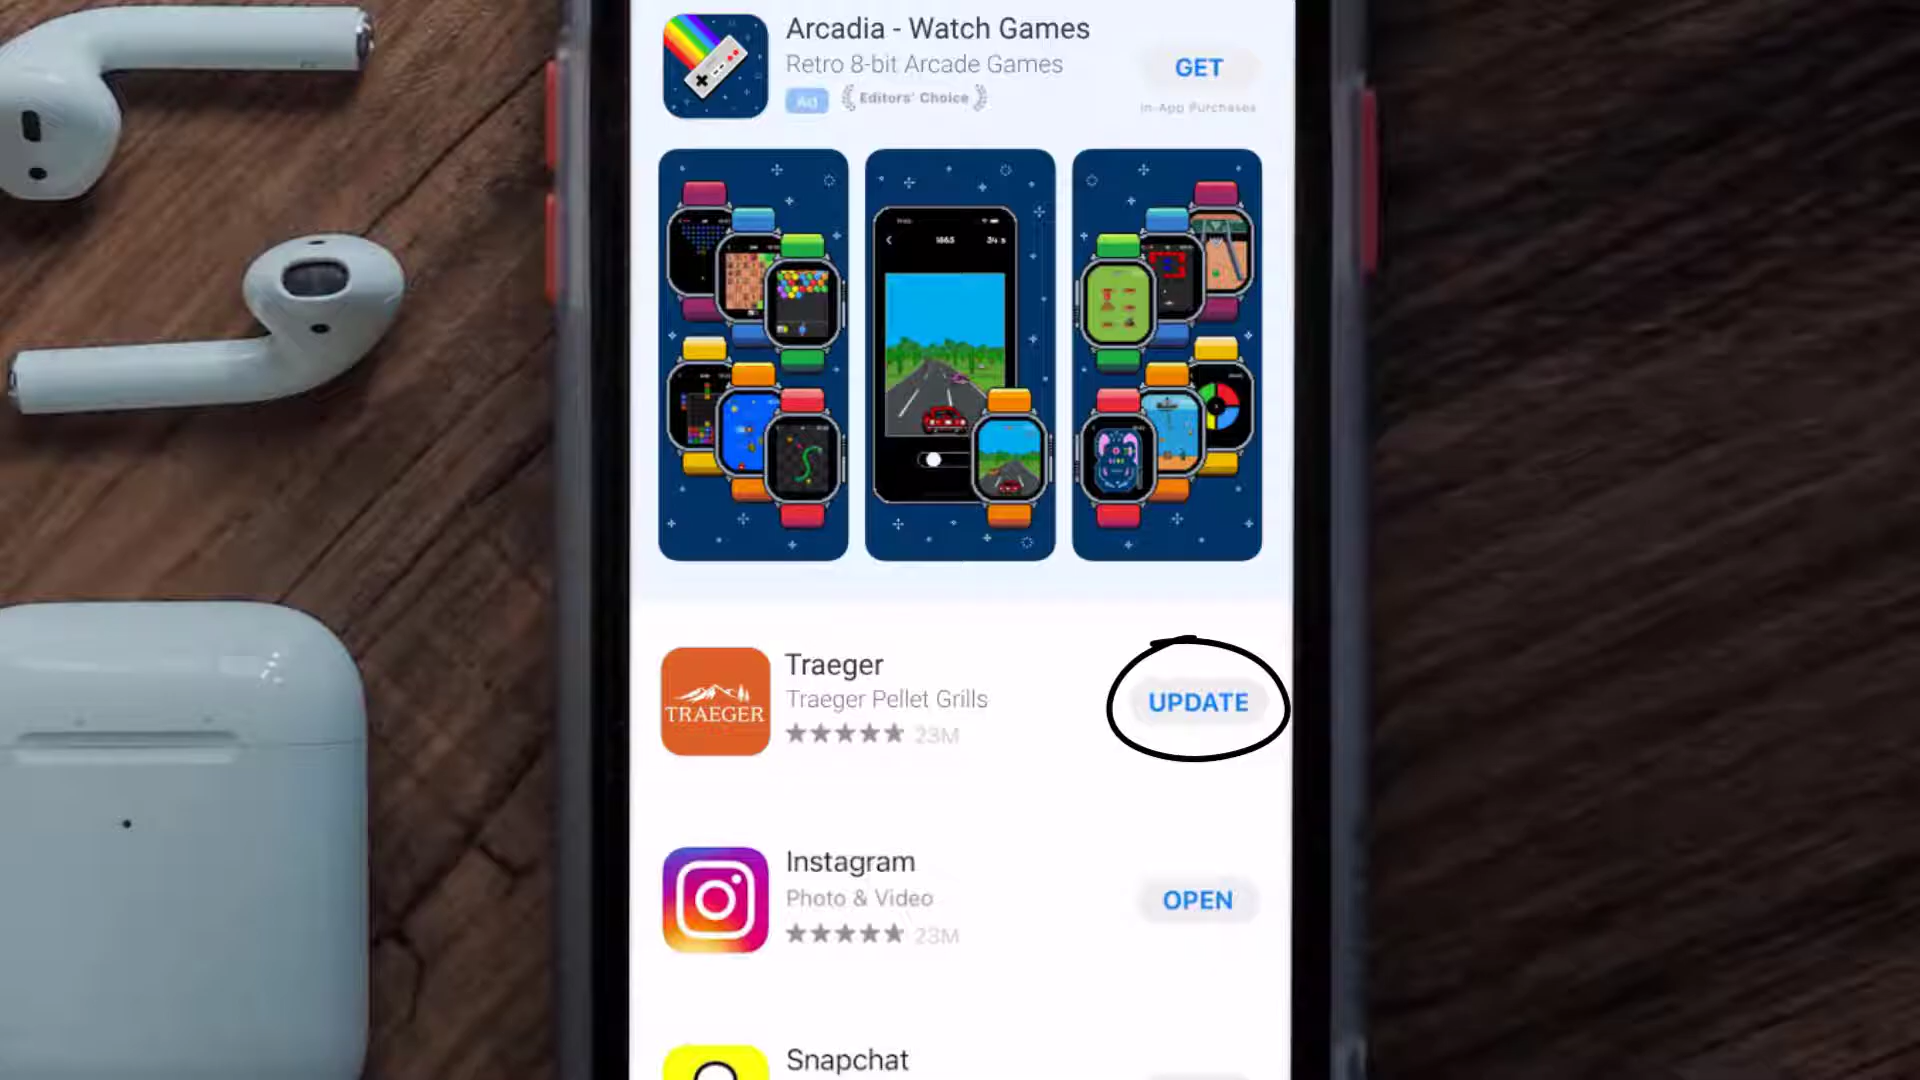 Arcadia - Watch Games
Retro 8-bit Arcade Games
Ad
Editors' Choice
GET
In-App Purchases
1865
Traeger
Traeger Pellet Grills
23M
TRAEGER
UPDATE
Instagram
Photo & Video
23M
OPEN
Snapchat